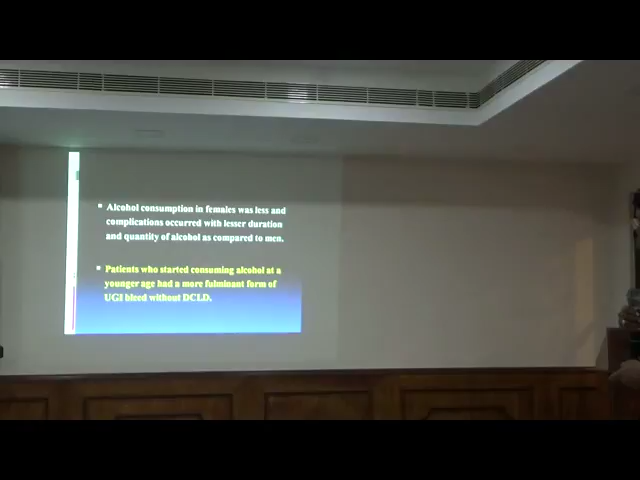 Alcohol consumption in females was less and
complications occurred with lesser duration
and quantity of alcohol as compared to men.
Patients who started consuming alcohol at a
younger age had a more fulminant form of
UGI bleed without DCLD.